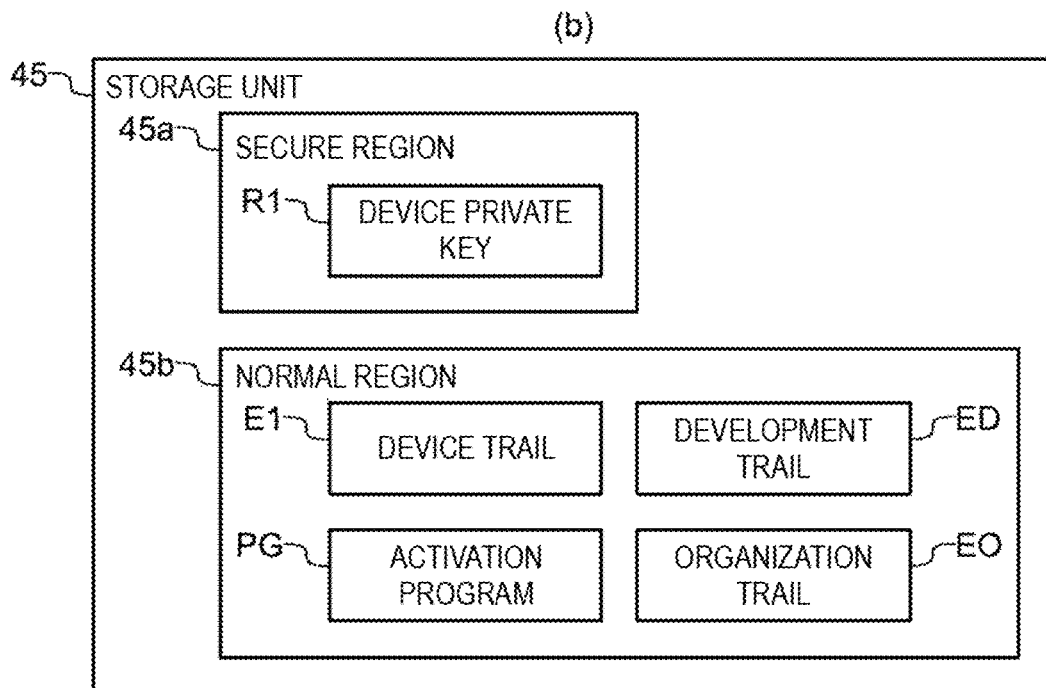 (b)
45
STORAGE UNIT
45a
SECURE REGION
R1
DEVICE PRIVATE
KEY
45b
NORMAL REGION
E1
DEVICE TRAIL
DEVELOPMENT
TRAIL
ED
PG
ACTIVATION
PROGRAM
ORGANIZATION
TRAIL
EO